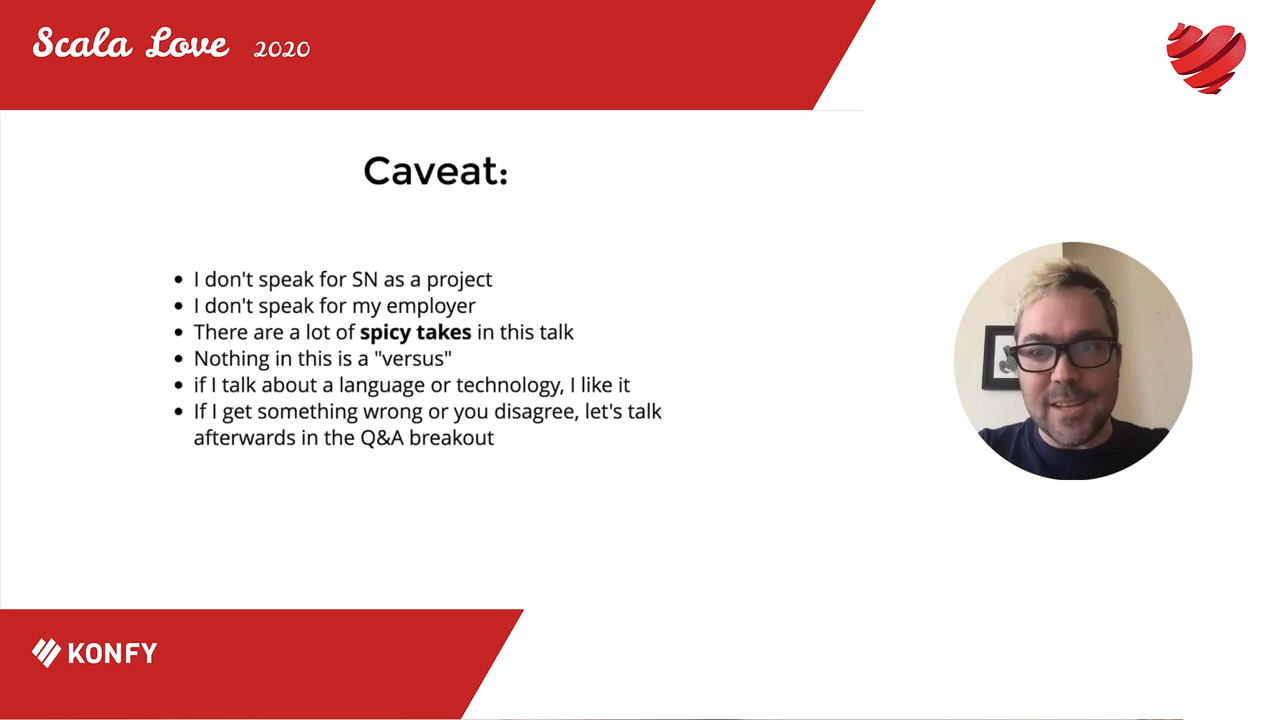 Scala Love 2020
Caveat:
• I don't speak for SN as a project
• I don't speak for my employer
• There are a lot of spicy takes in this talk
• Nothing in this is a "versus"
• if I talk about a language or technology, I like it
• If I get something wrong or you disagree, let's talk
afterwards in the Q&A breakout
KONFY